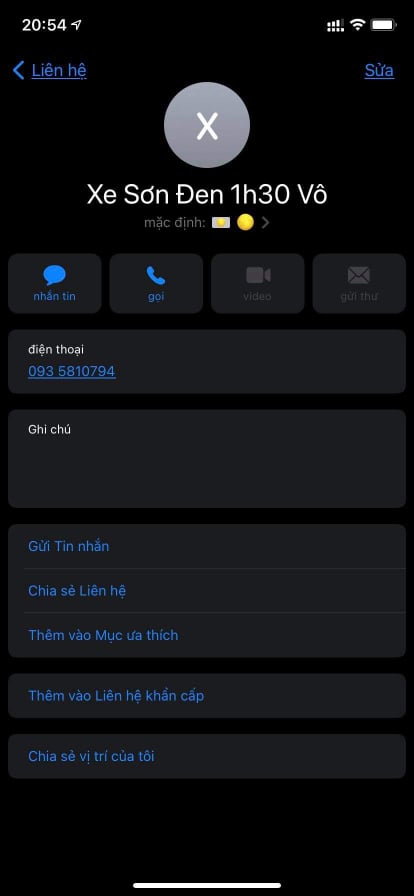 20:54
Liên hệ
Sửa
X
Xe Sơn Đen 1h30 Vô
mặc định:
nhắn tin
gọi
video
gửi thư
điện thoại
093 5810794
Ghi chú
Gửi Tin nhắn
Chia sẻ Liên hệ
Thêm vào Mục ưa thích
Thêm vào Liên hệ khẩn cấp
Chia sẻ vị trí của tôi